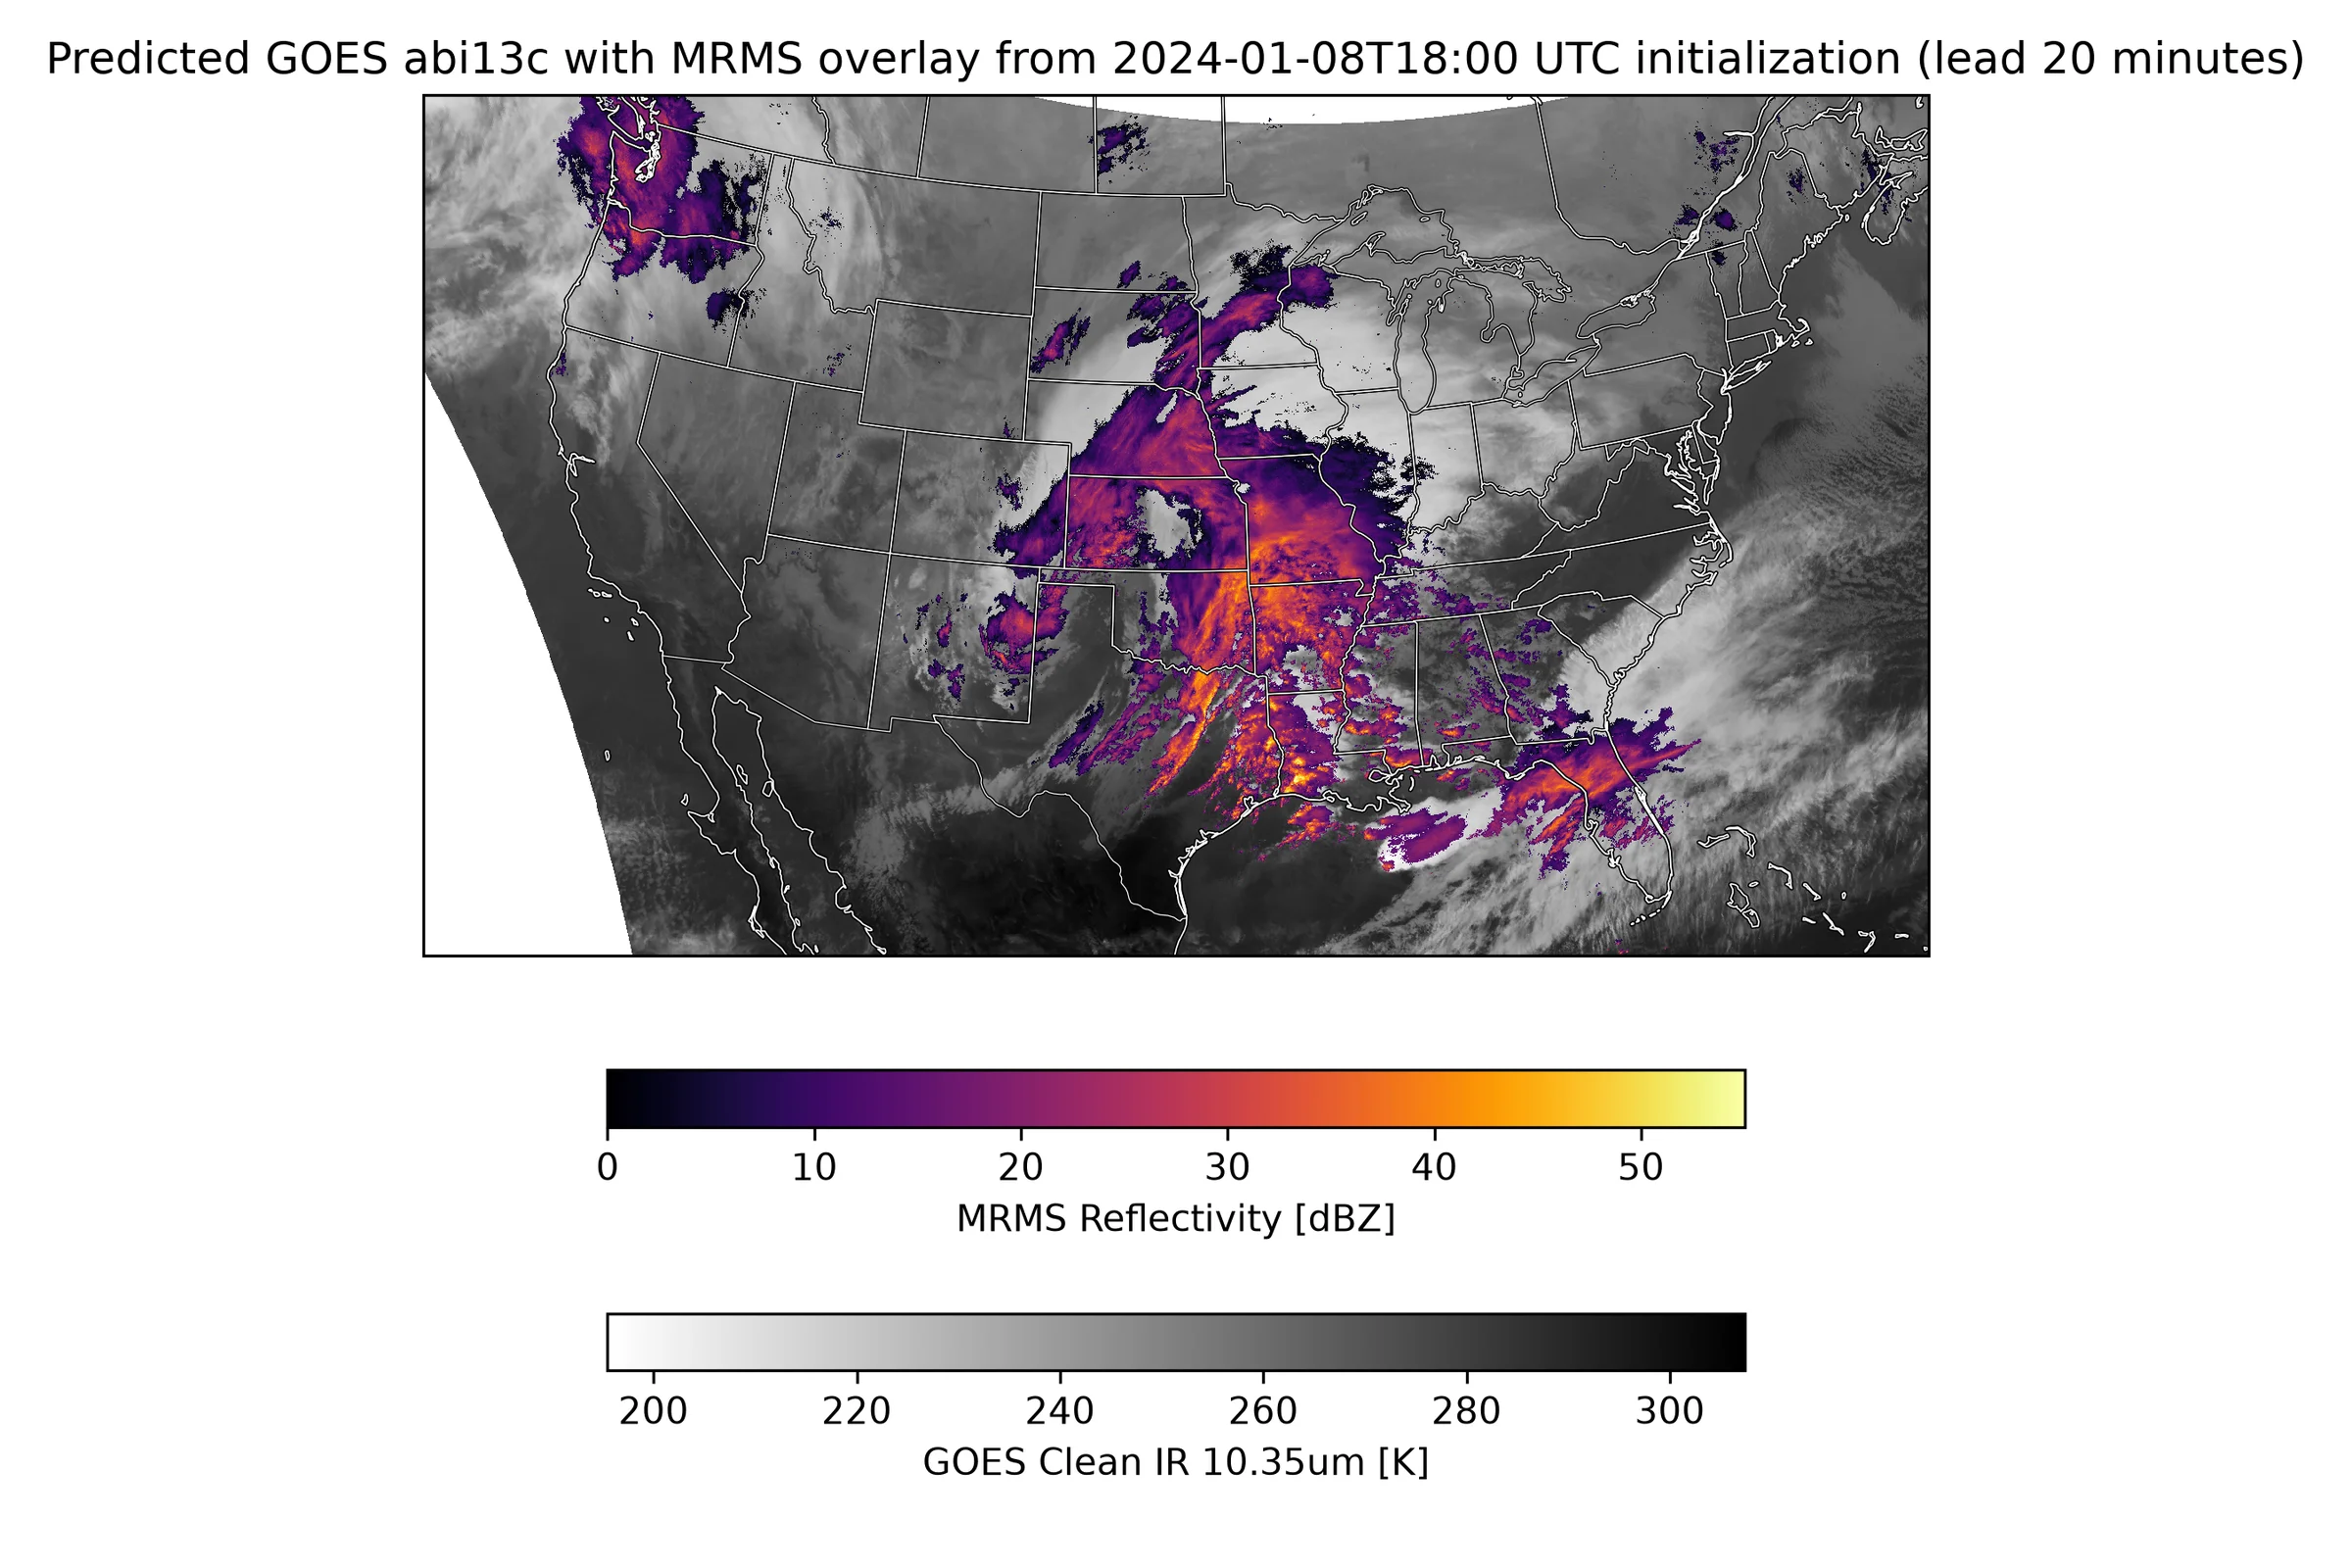 Predicted GOES abi13c with MRMS overlay from 2024-01-08T18:00 UTC initialization (lead 20 minutes)
0 10 20 30 40 50
MRMS Reflectivity [dBZ]
200 220 240 260 280 300
GOES Clean IR 10.35um [K]